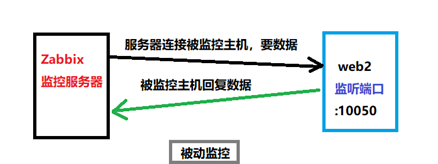 服务器连接被监控主机，要数据
Zabbix
监控服务器
web2
监听端口
:10050
被监控主机回复数据
被动监控